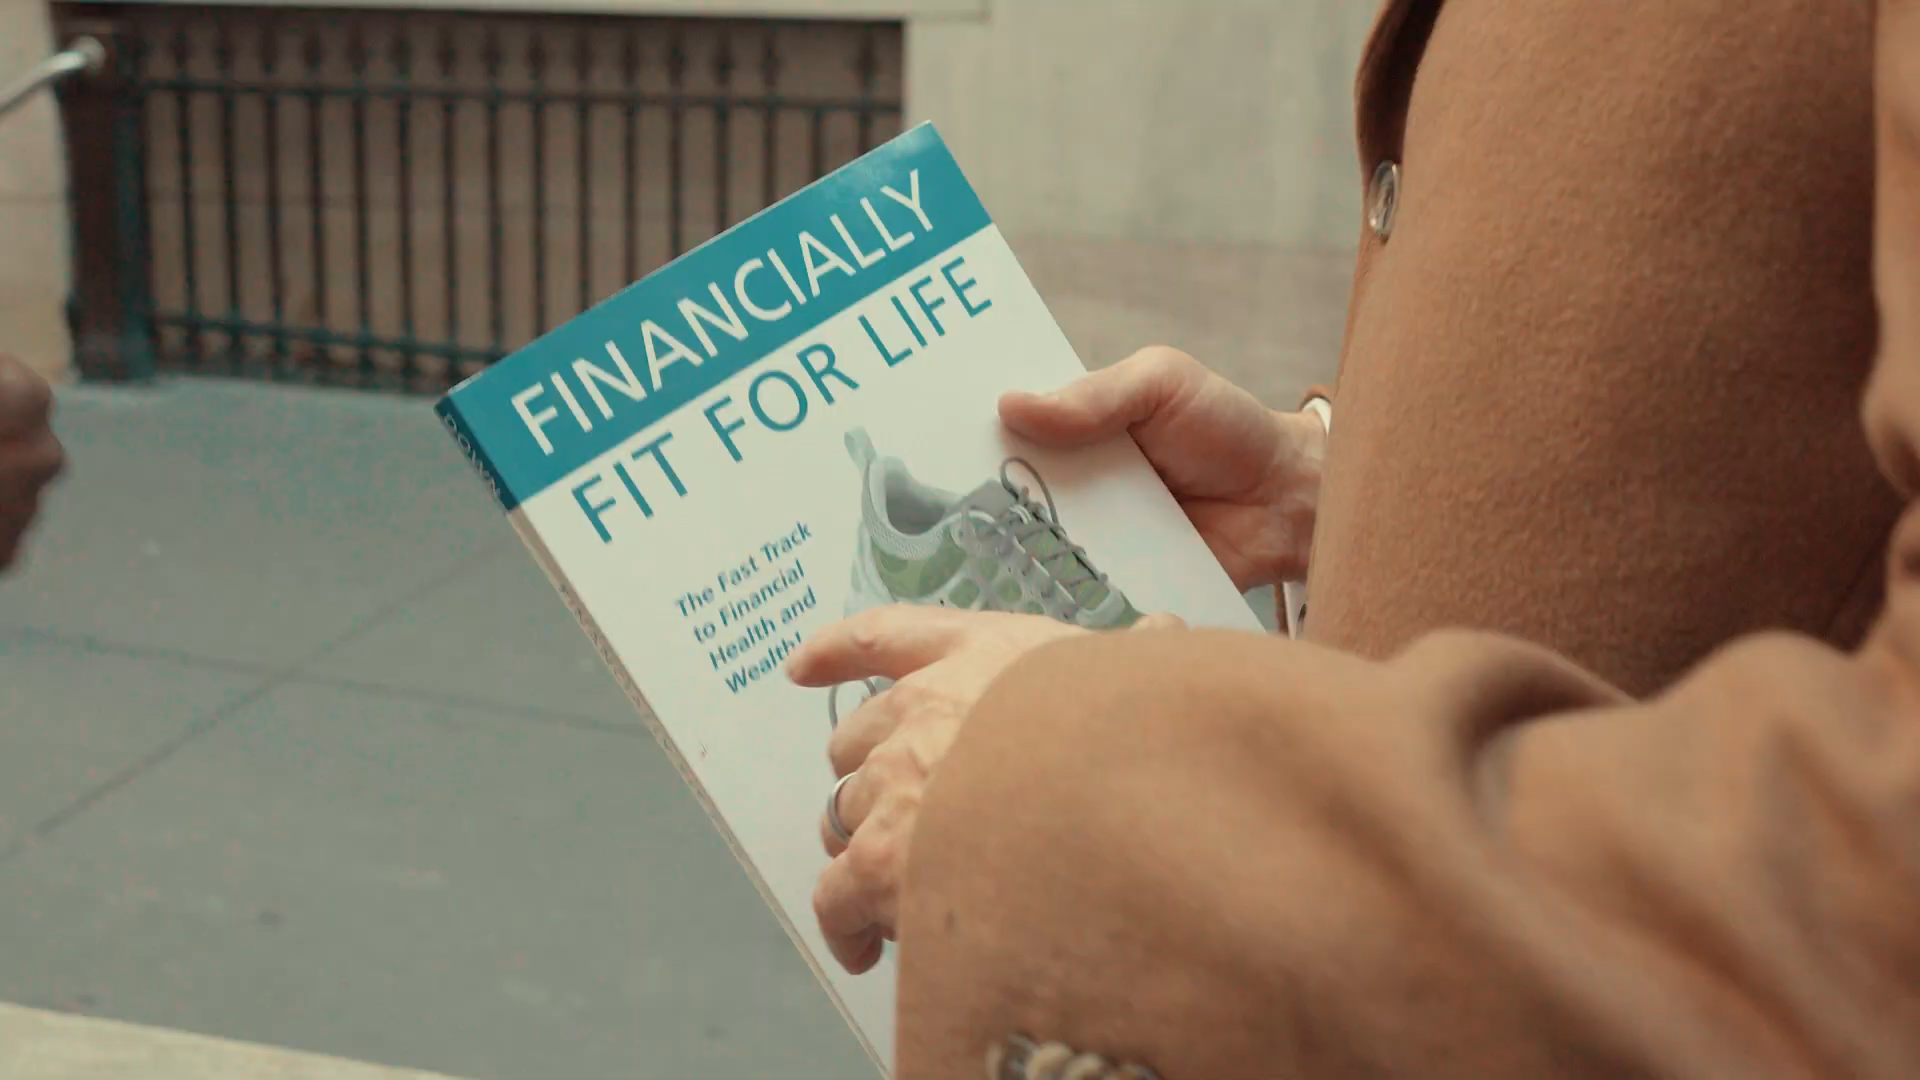 FINANCIALLY
FIT FOR LIFE
The Fast Track
to Financial
Health and
Wealth!